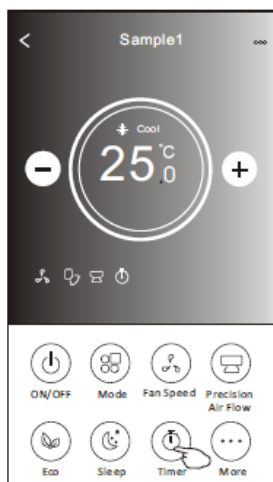 Sample1
Cool
25.0°C
ON/OFF Mode Fan Speed Precision Air Flow
Eco Sleep Timer More